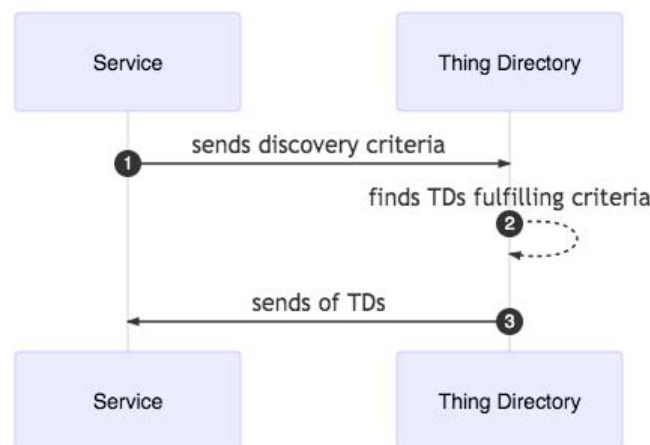 Service
Thing Directory
sends discovery criteria
1
finds TDs fulfilling criteria
2
sends of TDs
3
Service
Thing Directory